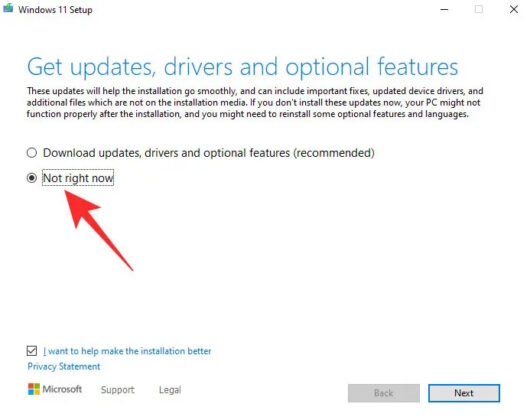 Windows 11 Setup
Get updates, drivers and optional features
These updates will help the installation go smoothly, and can include important fixes, updated device drivers, and
additional files which are not on the installation media. If you don't install these updates now, your PC might not
function properly after the installation, and you might need to reinstall some optional features and languages.
Download updates, drivers and optional features (recommended)
Not right now
I want to help make the installation better
Privacy Statement
Microsoft Support Legal
Back Next